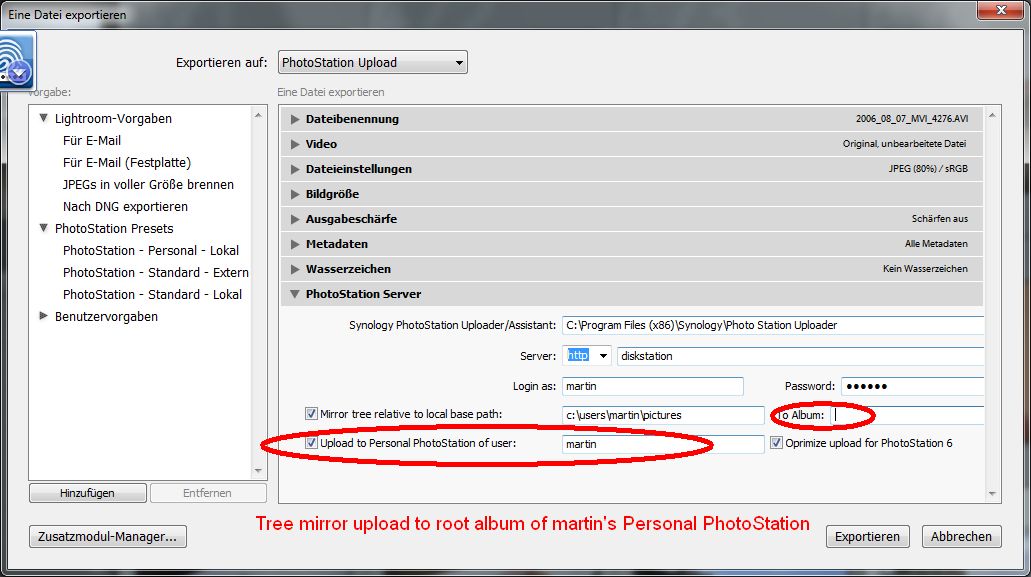 Eine Datei exportieren
Exportieren auf: PhotoStation Upload
Vorgabe:
Eine Datei exportieren
Lightroom-Vorgaben
Für E-Mail
Für E-Mail (Festplatte)
JPEGs in voller Größe brennen
Nach DNG exportieren
PhotoStation Presets
PhotoStation - Personal - Lokal
PhotoStation - Standard - Extern
PhotoStation - Standard - Lokal
Benutzervorgaben
Hinzufügen Entfernen
Zusatzmodul-Manager...
Dateibenennung 2006_08_07_MVI_4276.AVI
Video Original, unbearbeitete Datei
Dateieinstellungen JPEG (80%) / sRGB
Bildgröße
Ausgabeschärfe Schärfen aus
Metadaten Alle Metadaten
Wasserzeichen Kein Wasserzeichen
PhotoStation Server
Synology PhotoStation Uploader/Assistant: C:\Program Files (x86)\Synology\Photo Station Uploader
Server: http diskstation
Login as: martin Password: ••••••
Mirror tree relative to local base path: c:\users\martin\pictures To Album:
Upload to Personal PhotoStation of user: martin Oprimize upload for PhotoStation 6
Tree mirror upload to root album of martin's Personal PhotoStation
Exportieren Abbrechen